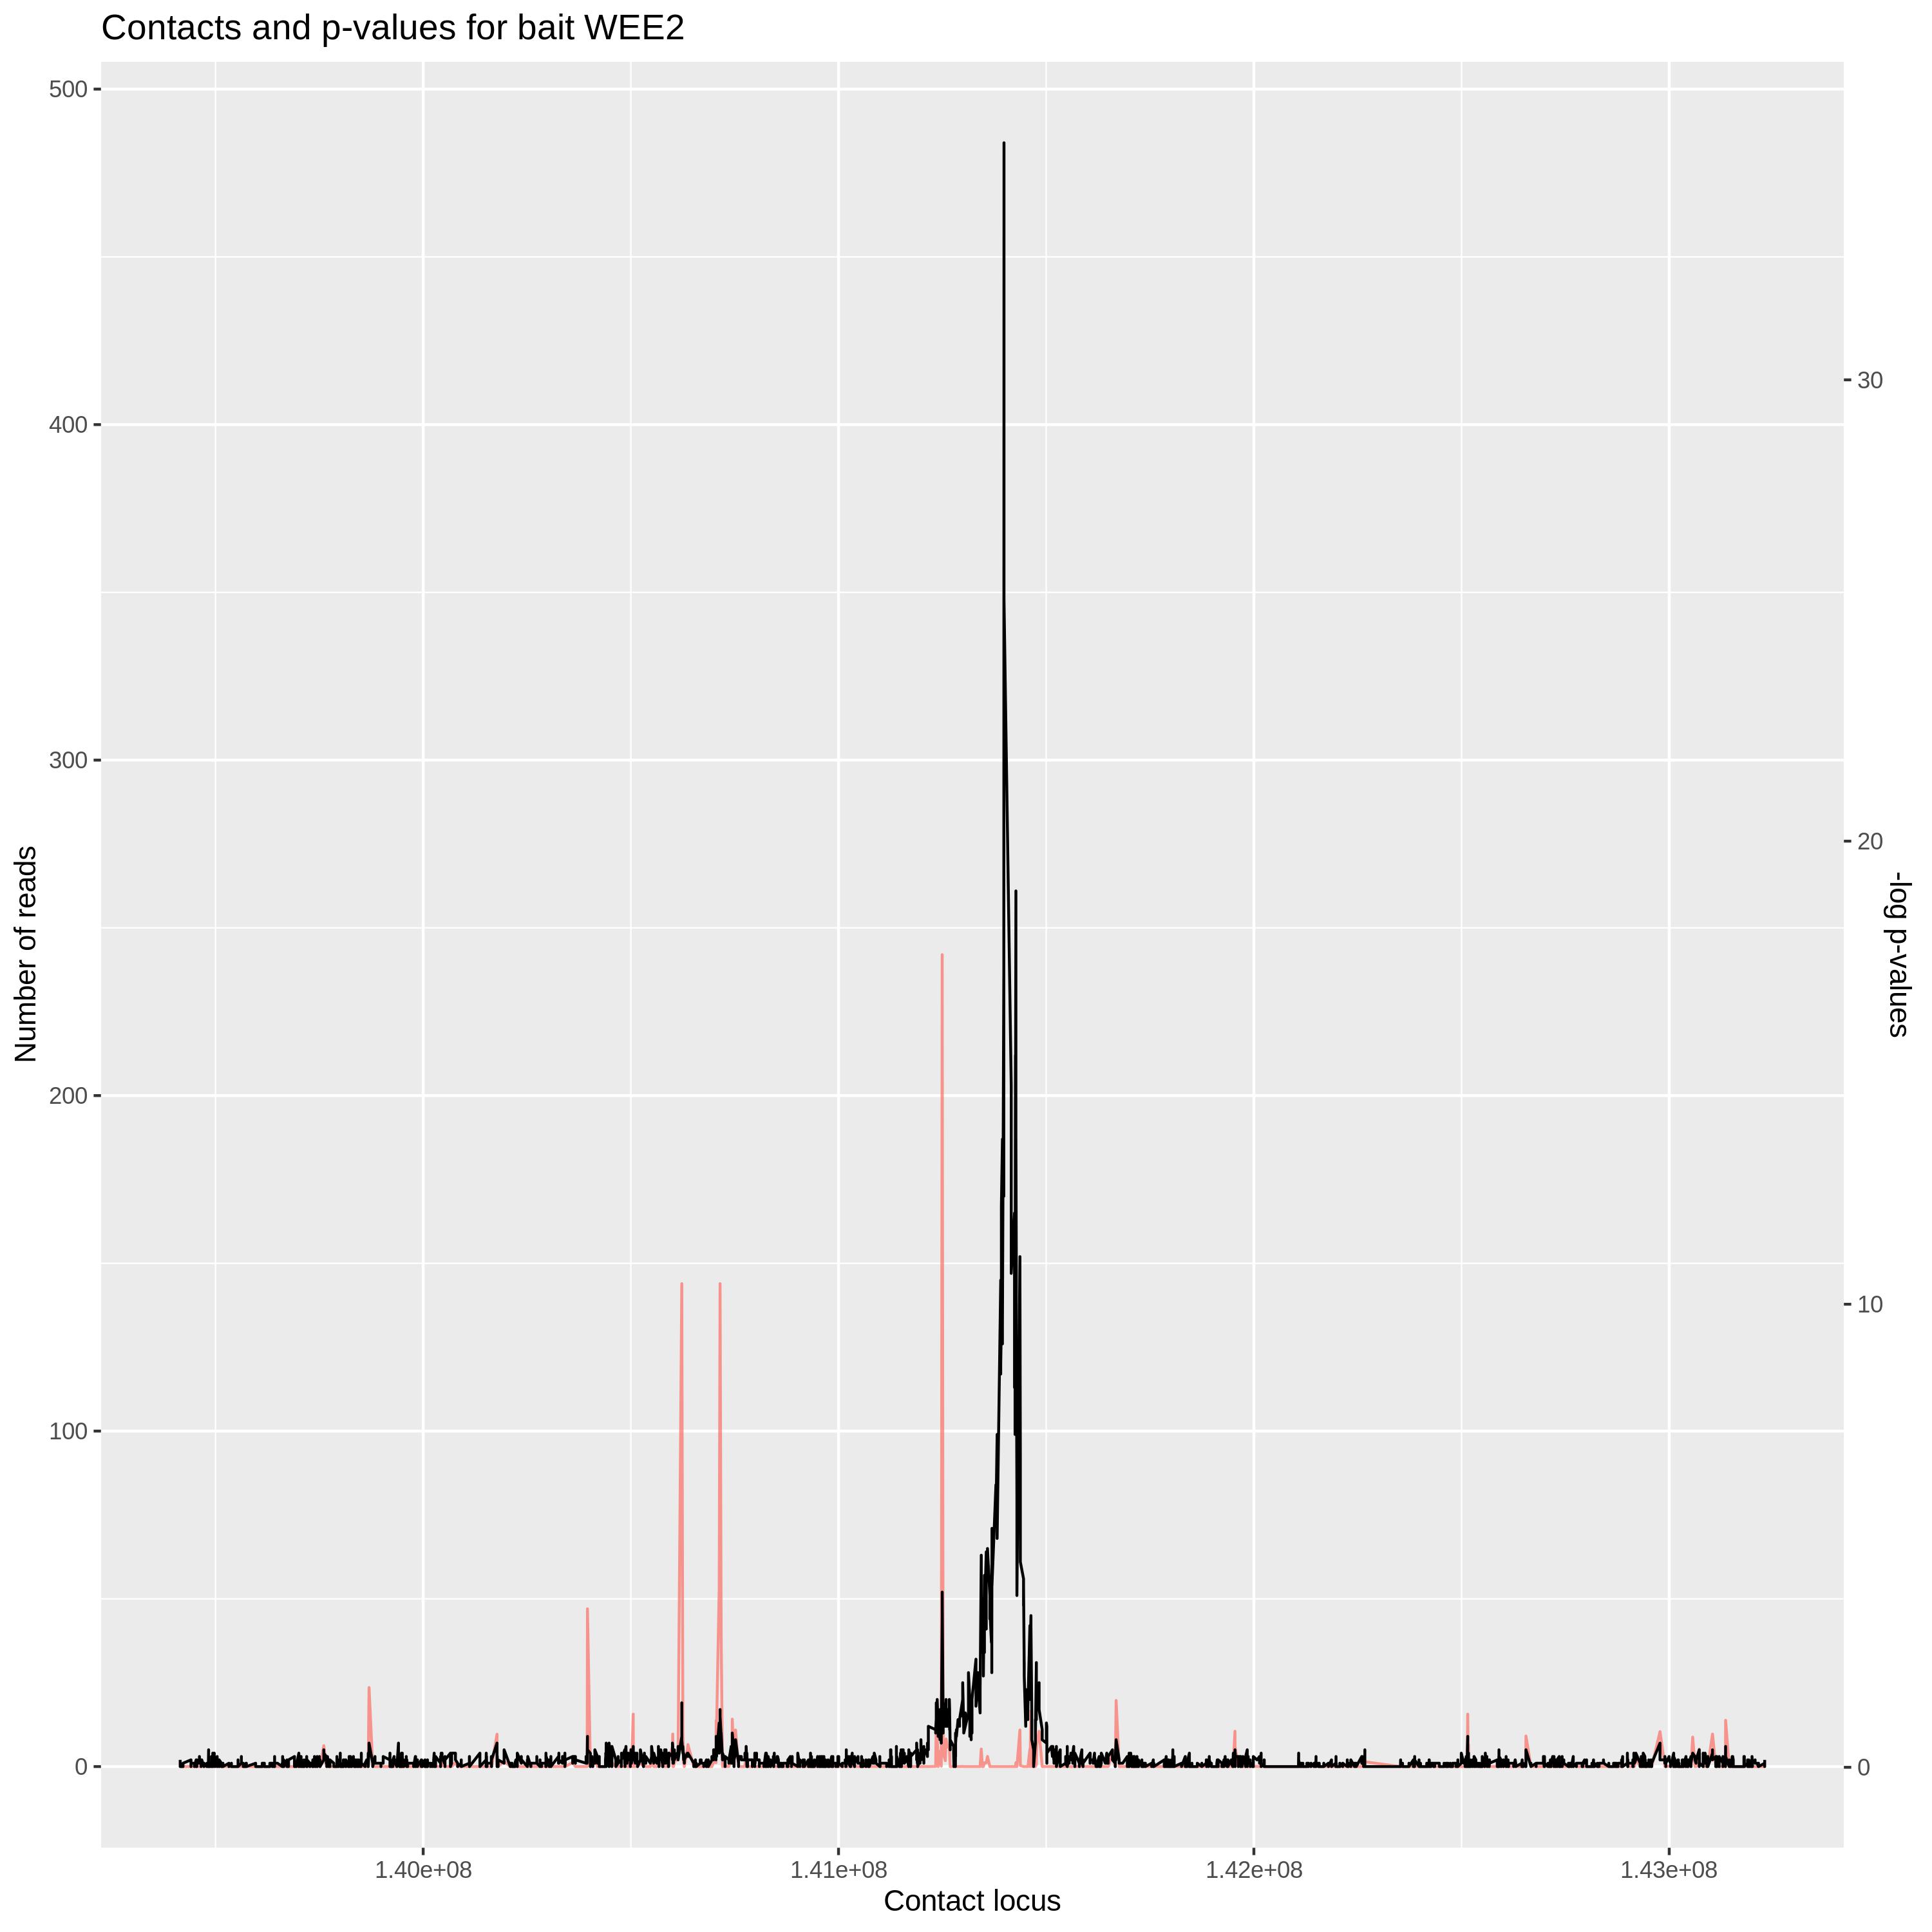 Contacts and p-values for bait WEE2
500
400
300
200
100
0
Number of reads
30
20
10
0
-log p-values
1.40e+08
1.41e+08
1.42e+08
1.43e+08
Contact locus